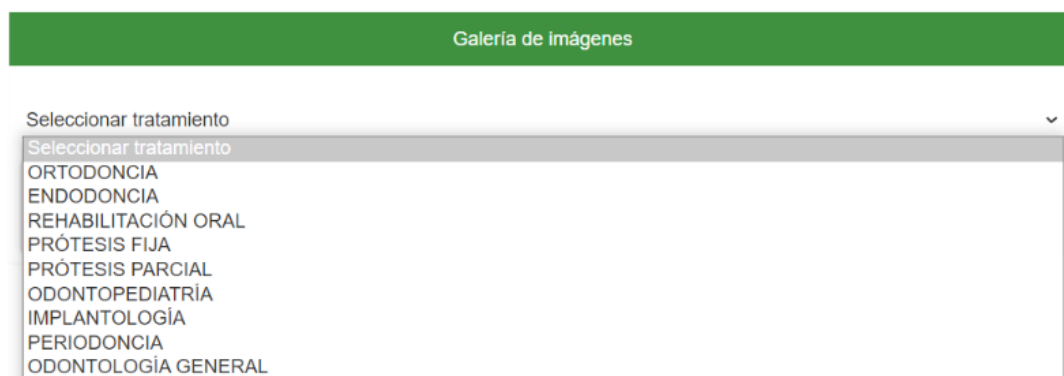 Galería de imágenes
Seleccionar tratamiento
Seleccionar tratamiento
ORTODONCIA
ENDODONCIA
REHABILITACIÓN ORAL
PRÓTESIS FIJA
PRÓTESIS PARCIAL
ODONTOPEDIATRÍA
IMPLANTOLOGÍA
PERIODONCIA
ODONTOLOGÍA GENERAL